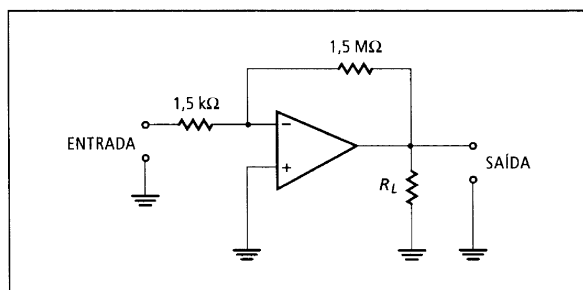 1,5 MΩ
1,5 kΩ
ENTRADA
−
+
SAÍDA
R_L